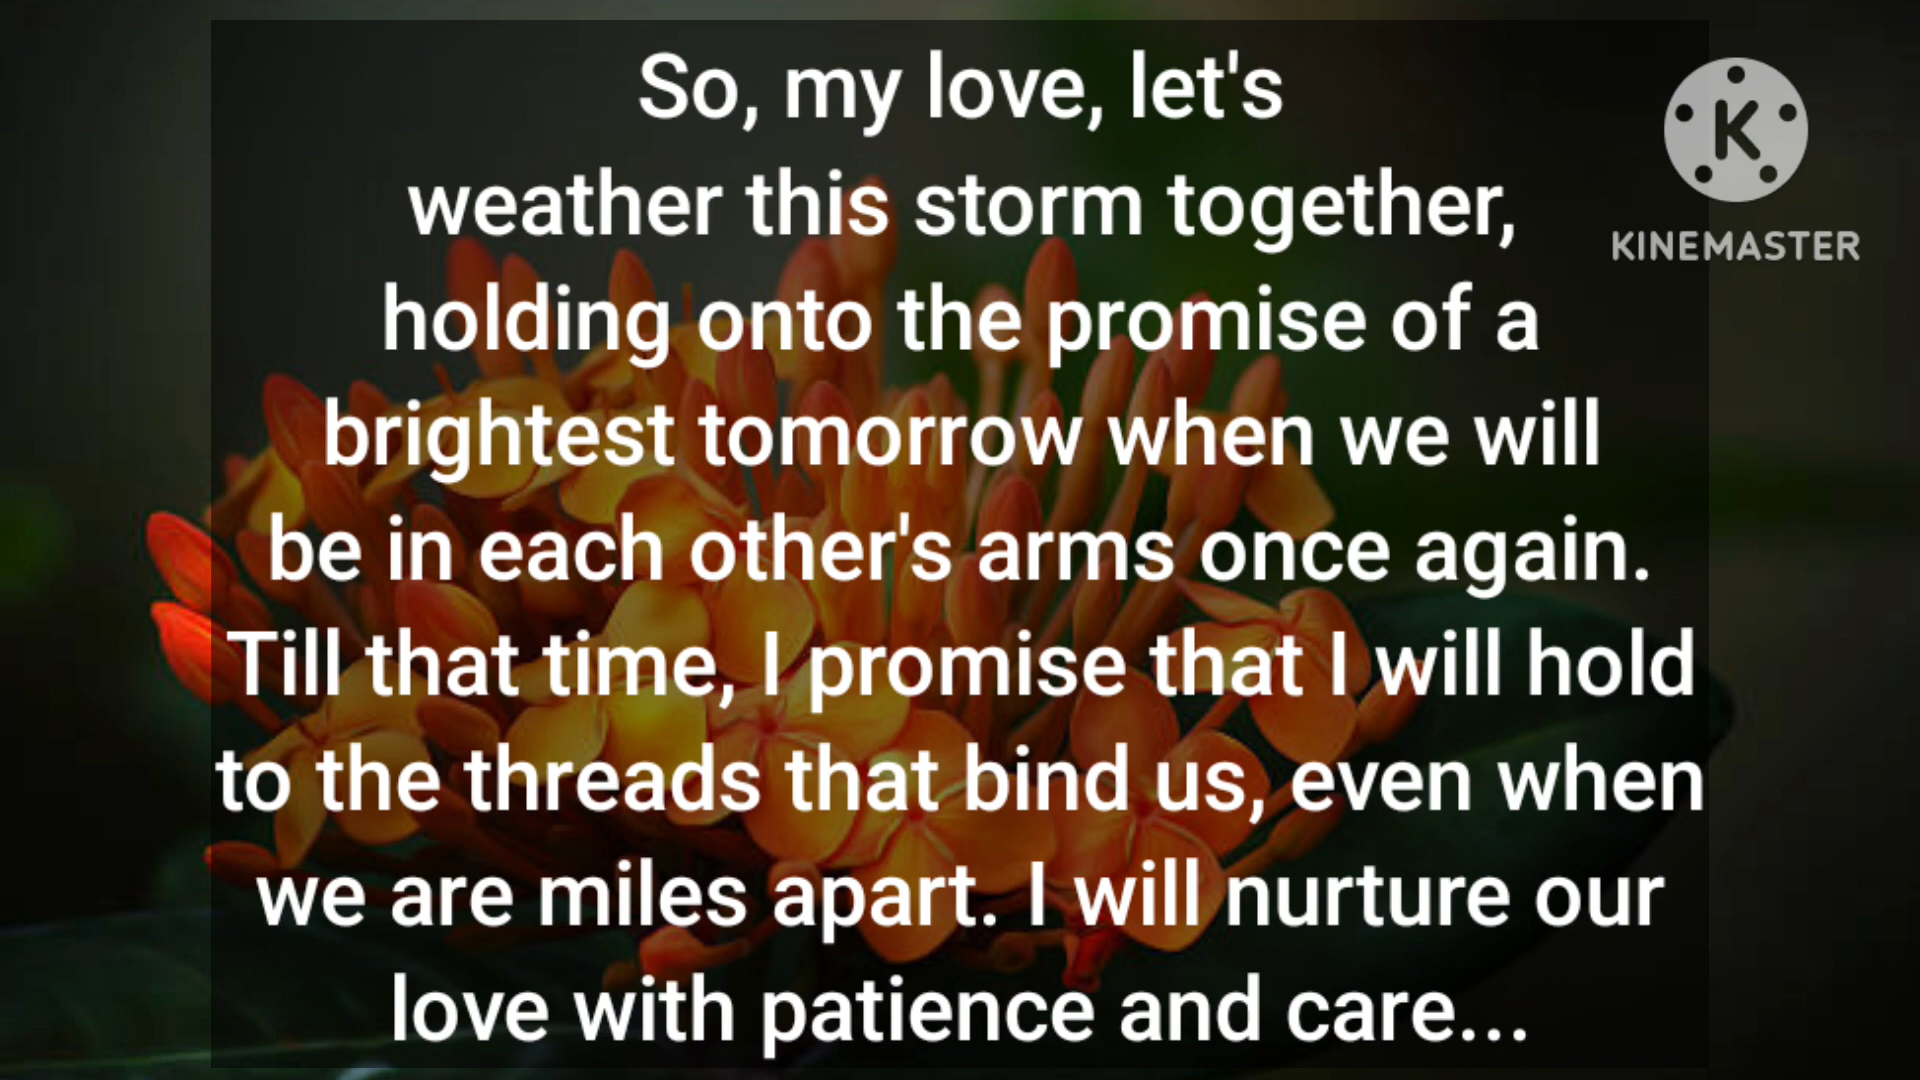 So, my love, let's
weather this storm together,
holding onto the promise of a
brightest tomorrow when we will
be in each other's arms once again.
Till that time, I promise that I will hold
to the threads that bind us, even when
we are miles apart. I will nurture our
love with patience and care...
K
KINEMASTER